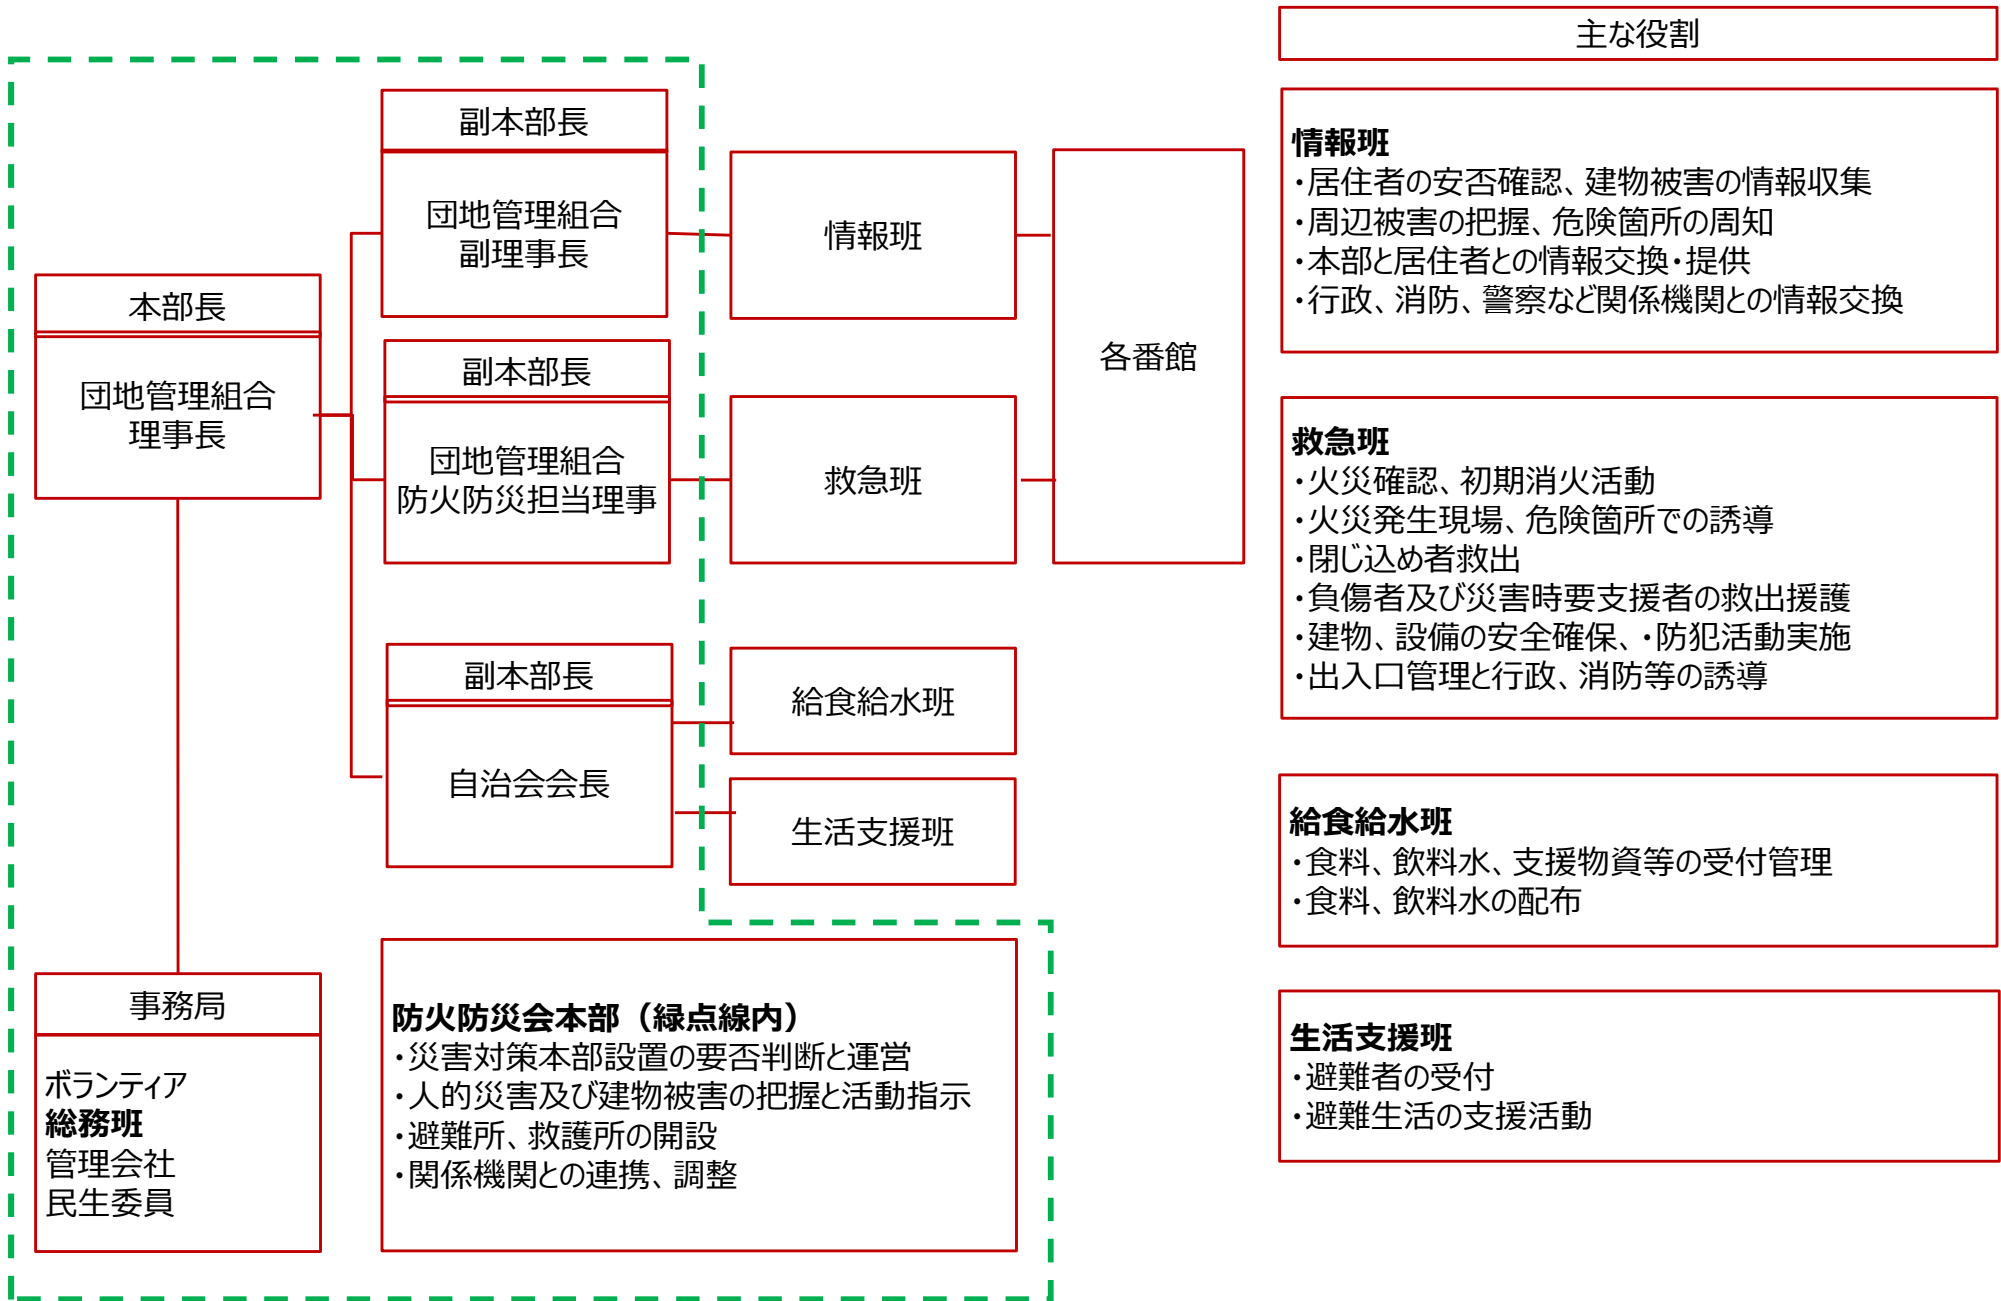 主な役割
副本部長
団地管理組合
副理事長
情報班
本部長
団地管理組合
理事長
副本部長
団地管理組合
防火防災担当理事
救急班
各番館
副本部長
自治会会長
給食給水班
生活支援班
事務局
ボランティア
総務班
管理会社
民生委員
防火防災会本部（緑点線内）
・災害対策本部設置の要否判断と運営
・人的災害及び建物被害の把握と活動指示
・避難所、救護所の開設
・関係機関との連携、調整
情報班
・居住者の安否確認、建物被害の情報収集
・周辺被害の把握、危険箇所の周知
・本部と居住者との情報交換・提供
・行政、消防、警察など関係機関との情報交換
救急班
・火災確認、初期消火活動
・火災発生現場、危険箇所での誘導
・閉じ込め者救出
・負傷者及び災害時要支援者の救出援護
・建物、設備の安全確保、・防犯活動実施
・出入口管理と行政、消防等の誘導
給食給水班
・食料、飲料水、支援物資等の受付管理
・食料、飲料水の配布
生活支援班
・避難者の受付
・避難生活の支援活動